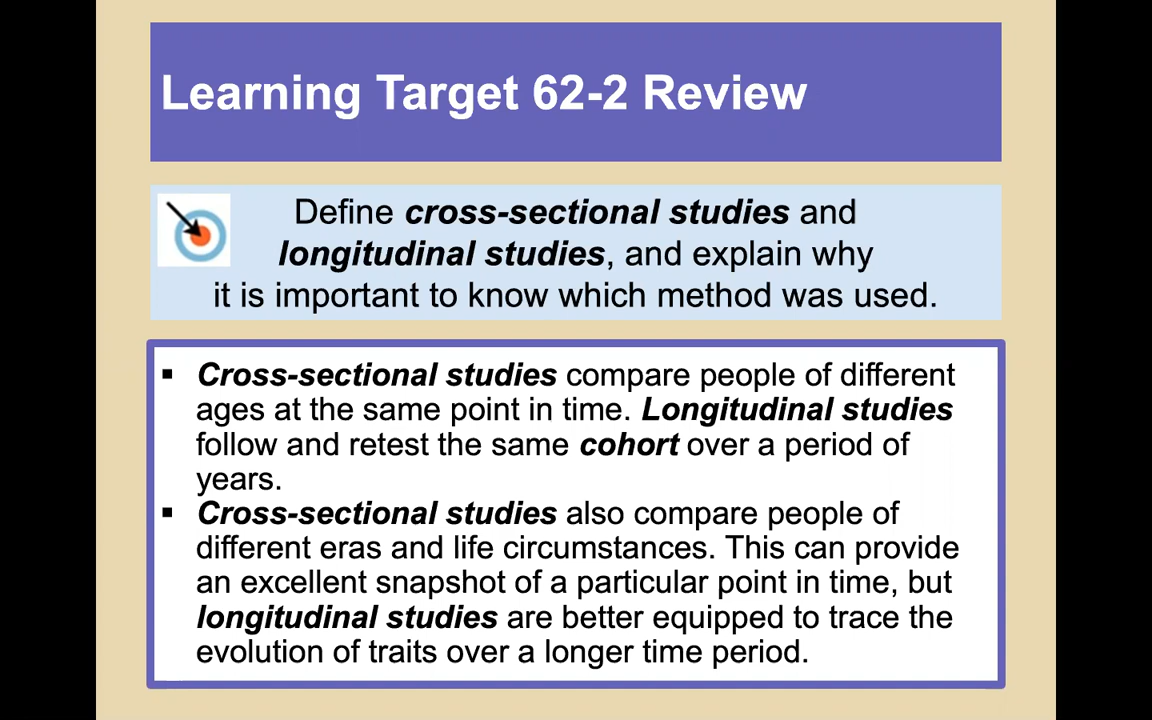 Learning Target 62-2 Review
Define cross-sectional studies and
longitudinal studies, and explain why
it is important to know which method was used.
▪ Cross-sectional studies compare people of different
ages at the same point in time. Longitudinal studies
follow and retest the same cohort over a period of
years.
▪ Cross-sectional studies also compare people of
different eras and life circumstances. This can provide
an excellent snapshot of a particular point in time, but
longitudinal studies are better equipped to trace the
evolution of traits over a longer time period.